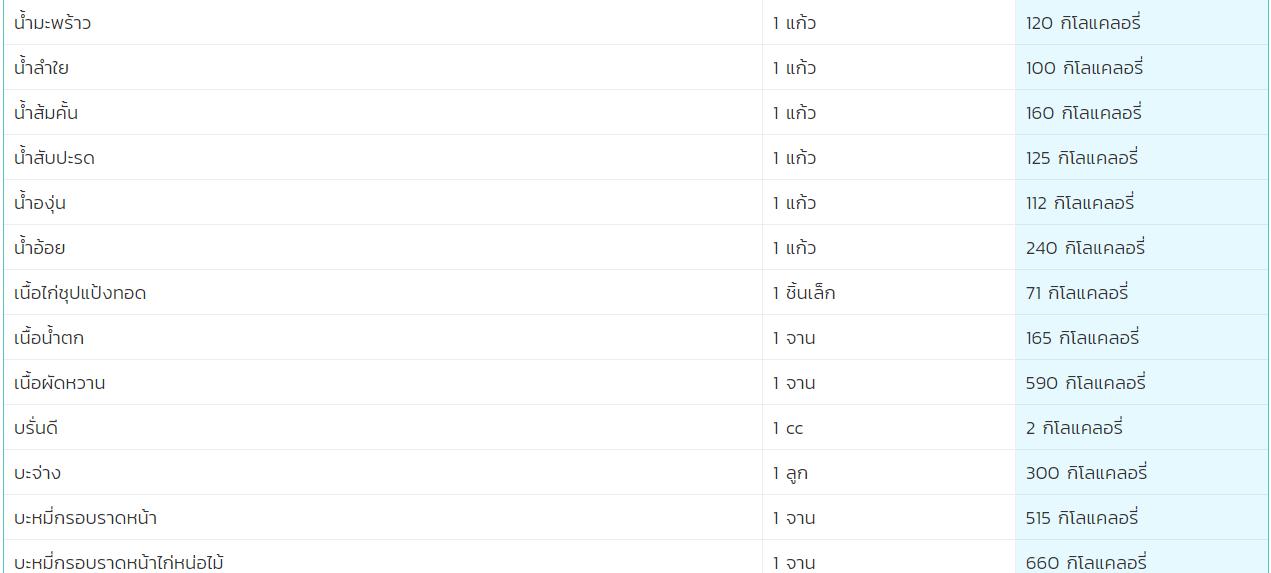 น้ำมะพร้าว 1 แก้ว 120 กิโลแคลอรี่
น้ำลำใย 1 แก้ว 100 กิโลแคลอรี่
น้ำส้มคั้น 1 แก้ว 160 กิโลแคลอรี่
น้ำสับปะรด 1 แก้ว 125 กิโลแคลอรี่
น้ำองุ่น 1 แก้ว 112 กิโลแคลอรี่
น้ำอ้อย 1 แก้ว 240 กิโลแคลอรี่
เนื้อไก่ชุปแป้งทอด 1 ชิ้นเล็ก 71 กิโลแคลอรี่
เนื้อน้ำตก 1 จาน 165 กิโลแคลอรี่
เนื้อผัดหวาน 1 จาน 590 กิโลแคลอรี่
บรั่นดี 1 cc 2 กิโลแคลอรี่
บะจ่าง 1 ลูก 300 กิโลแคลอรี่
บะหมี่กรอบราดหน้า 1 จาน 515 กิโลแคลอรี่
บะหมี่กรอบราดหน้าไก่หน่อไม้ 1 จาน 660 กิโลแคลอรี่